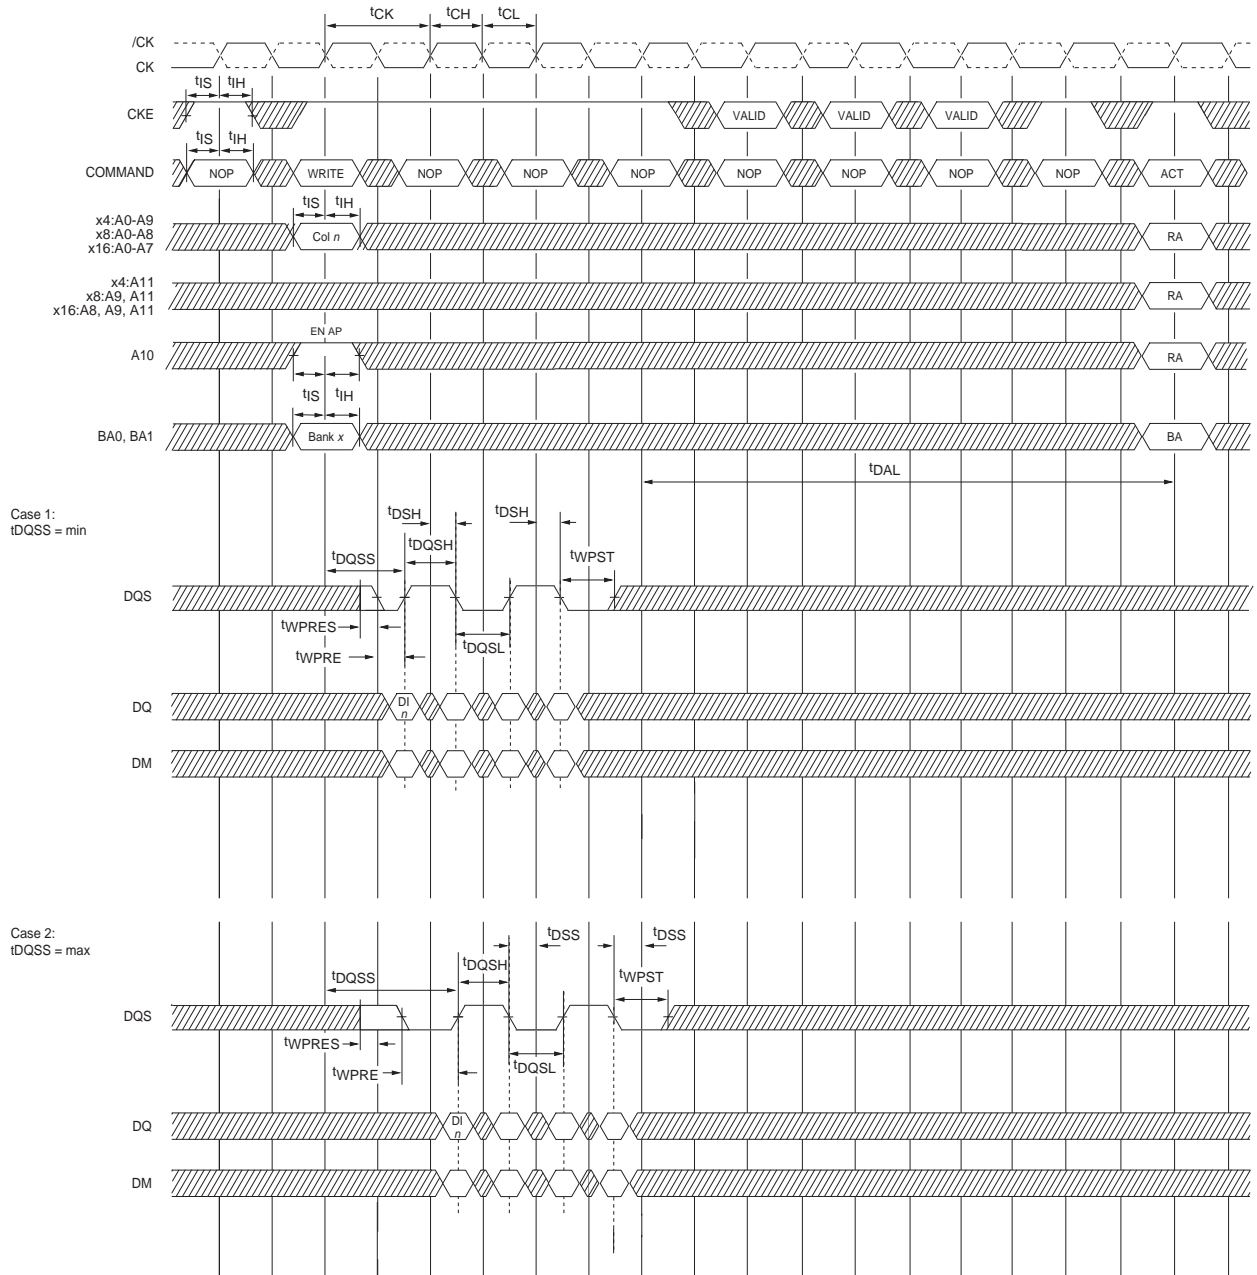 tCK tCH tCL
/CK
CK
tIS tIH
CKE VALID VALID VALID
tIS tIH
COMMAND NOP WRITE NOP NOP NOP NOP NOP NOP NOP ACT
tIS tIH
x4:A0-A9
x8:A0-A8
x16:A0-A7
Col n RA
x4:A11
x8:A9, A11
x16:A8, A9, A11
RA
EN AP
A10 RA
tIS tIH
BA0, BA1 Bank x BA
tDAL
Case 1:
tDQSS = min
tDSH tDSH
tDQSS tDQSH tWPST
DQS
tWPRES
tDQSL
tWPRE
DQ DI
n
DM
Case 2:
tDQSS = max
tDSS tDSS
tDQSS tDQSH tWPST
DQS
tWPRES
tDQSL
tWPRE
DQ DI
n
DM